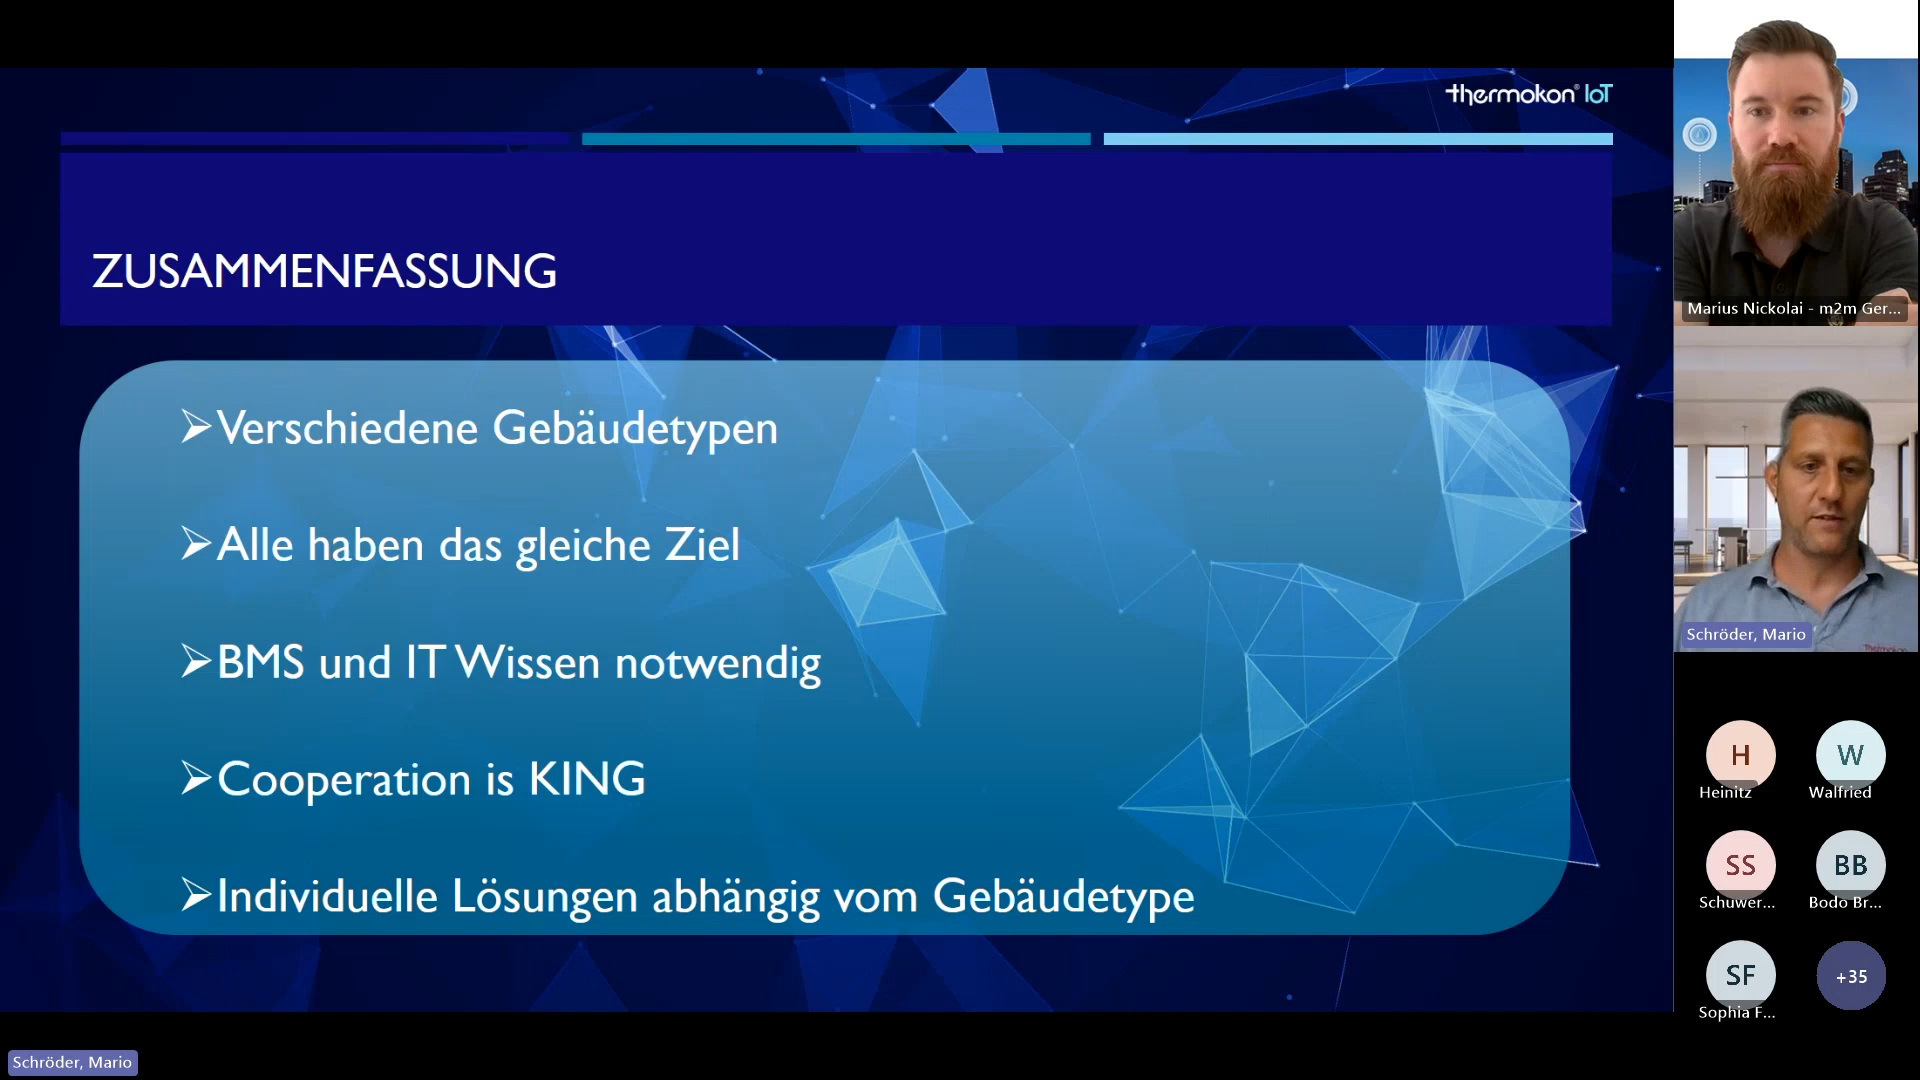 thermokon® IoT
ZUSAMMENFASSUNG
➢Verschiedene Gebäudetypen
➢Alle haben das gleiche Ziel
➢BMS und IT Wissen notwendig
➢Cooperation is KING
➢Individuelle Lösungen abhängig vom Gebäudetype
Marius Nickolai - m2m Ger...
Schröder, Mario
H
Heinitz
W
Walfried
SS
Schuwer...
BB
Bodo Br...
SF
Sophia F...
+35
Schröder, Mario